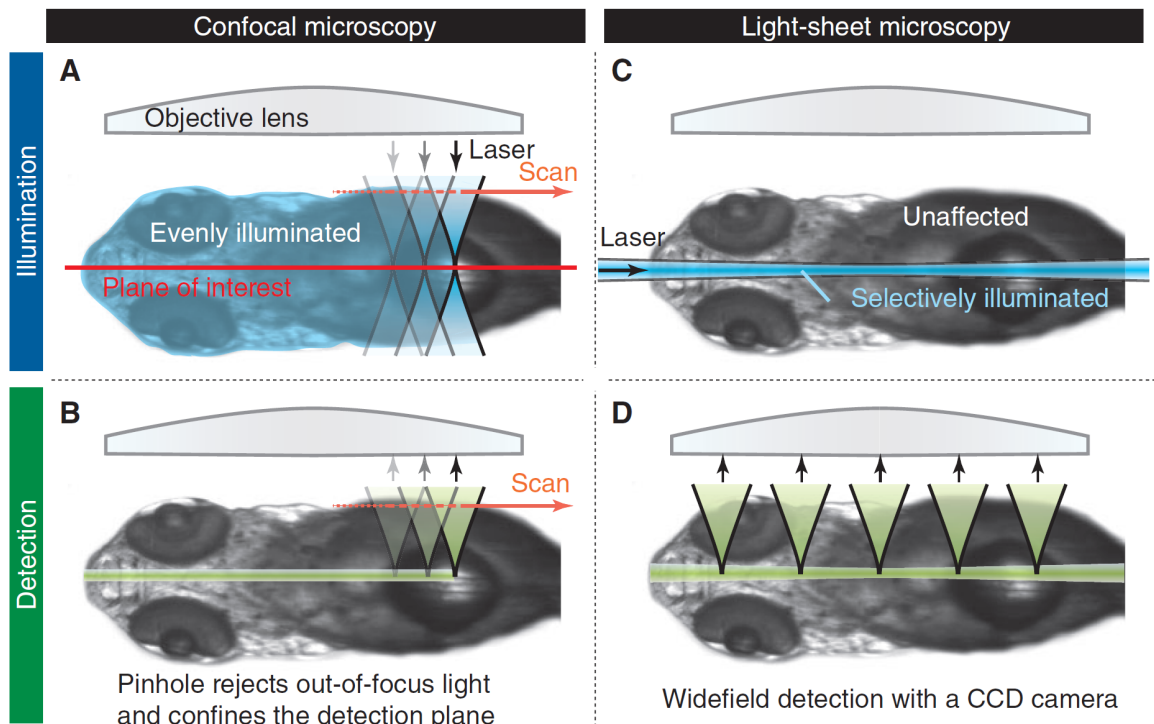 Confocal microscopy
Light-sheet microscopy
Illumination
A
Objective lens
Laser
Scan
Evenly illuminated
Plane of interest
C
Unaffected
Laser
Selectively illuminated
Detection
B
Scan
Pinhole rejects out-of-focus light
and confines the detection plane
D
Widefield detection with a CCD camera